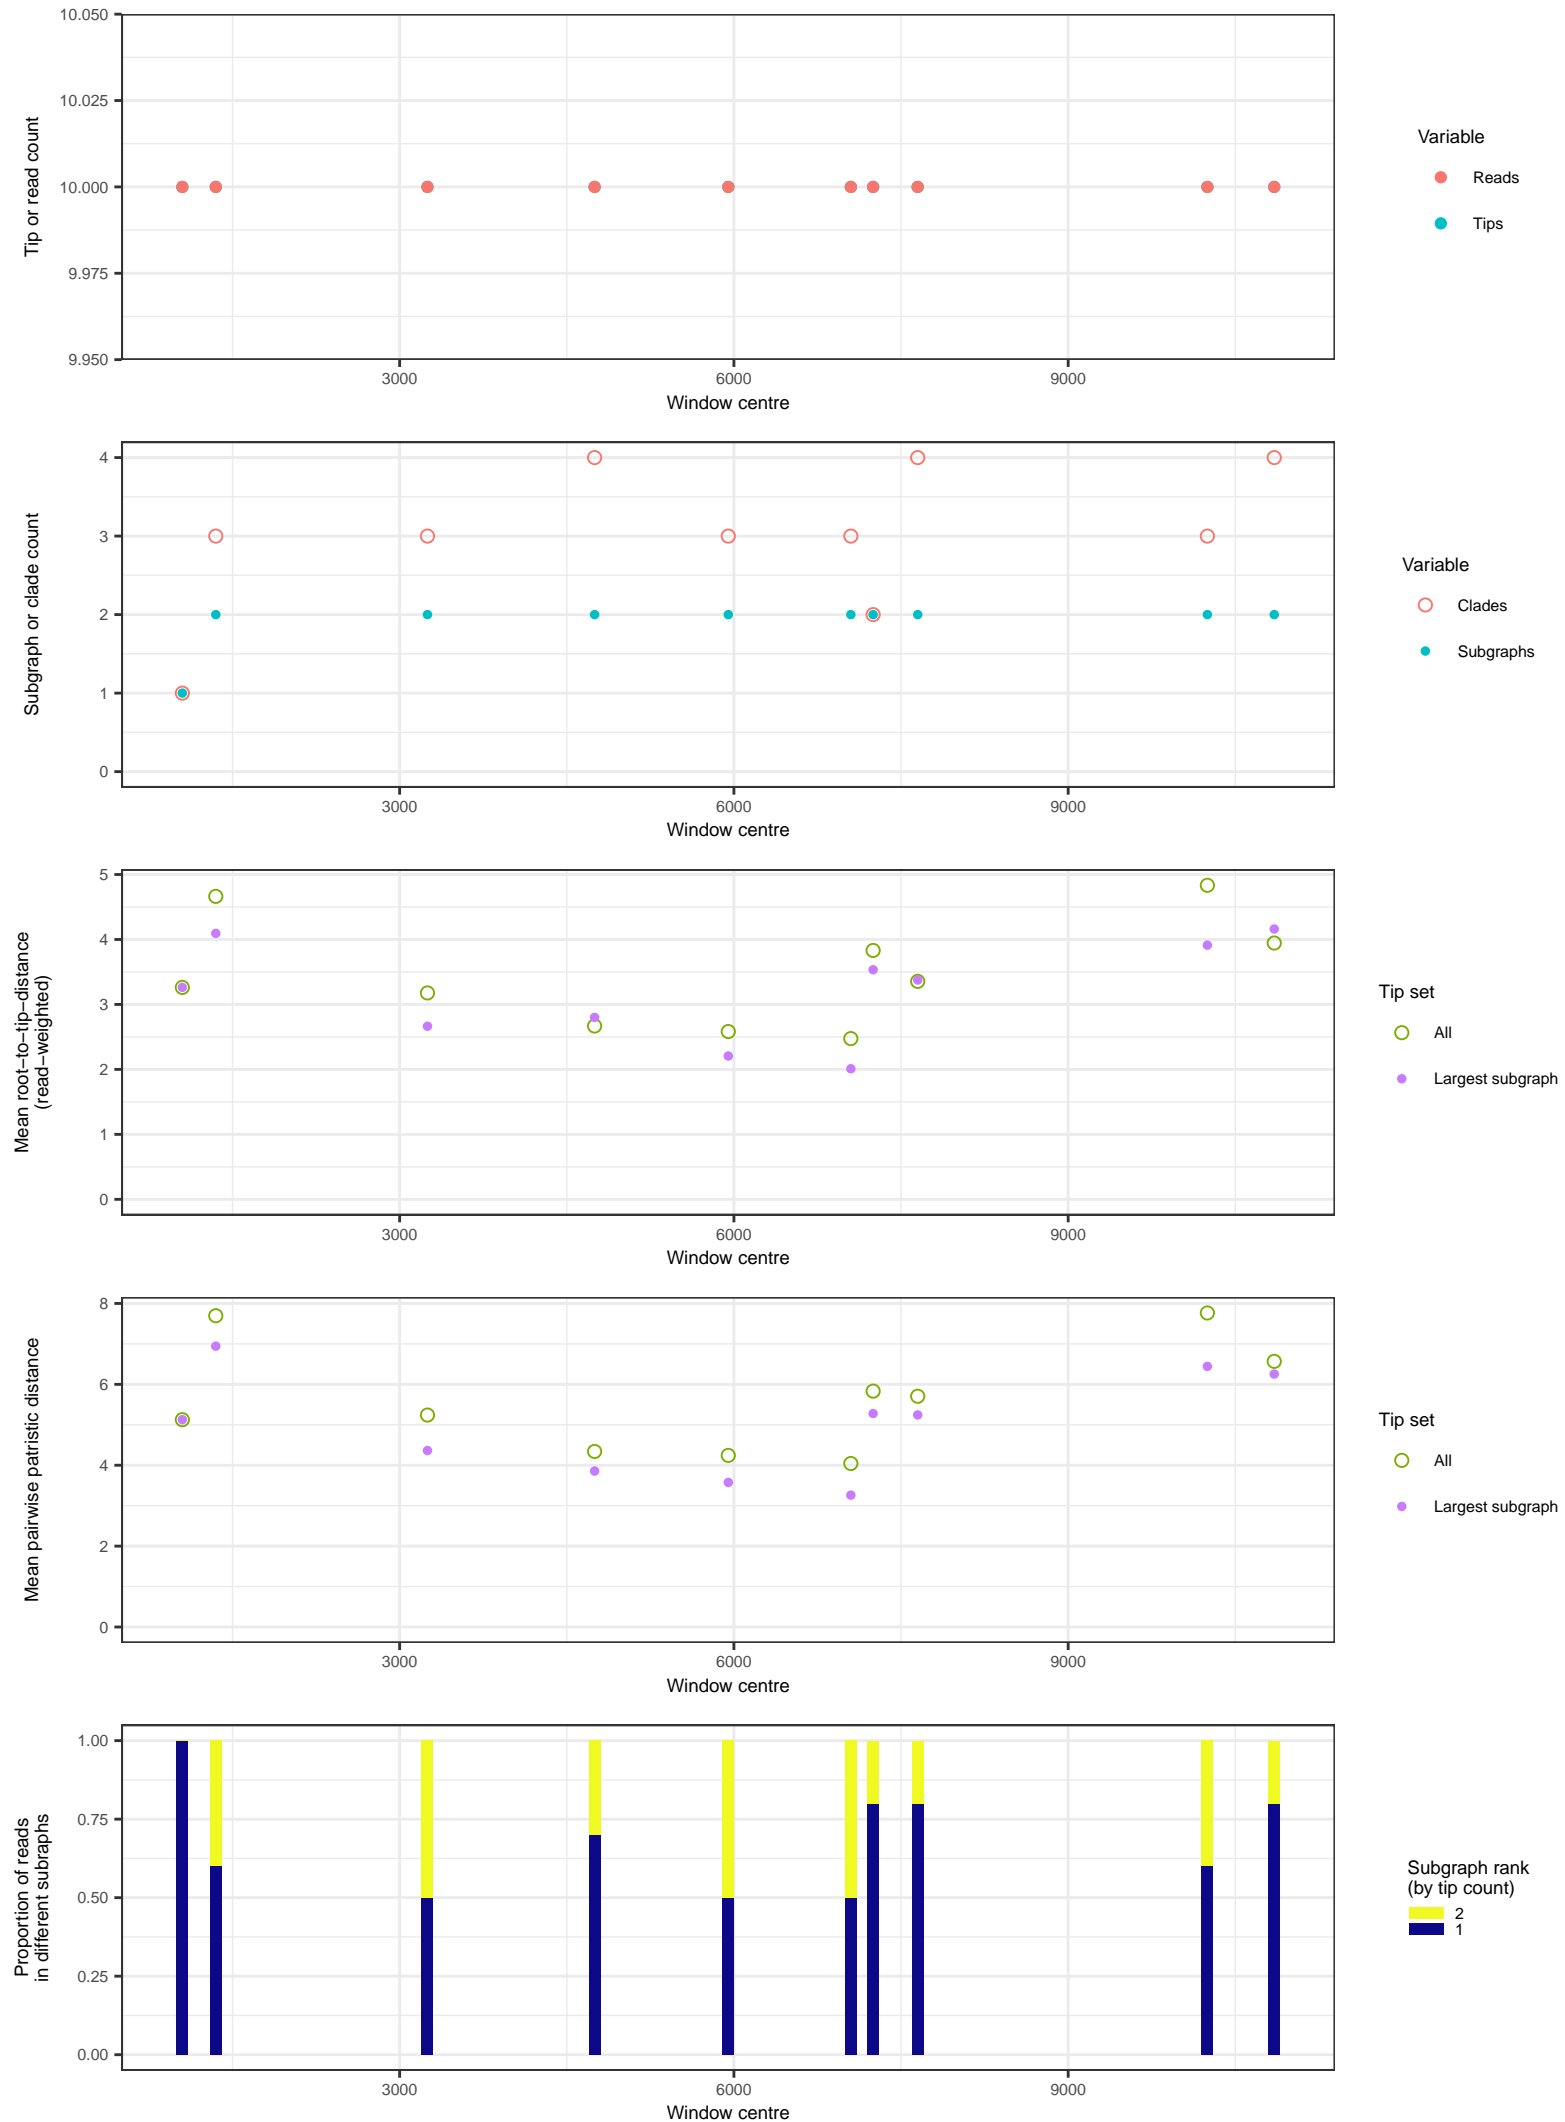 10.050
10.025
10.000
9.975
9.950
Tip or read count
3000 6000 9000
Window centre
Variable
Reads
Tips
4
3
2
1
0
Subgraph or clade count
3000 6000 9000
Window centre
Variable
Clades
Subgraphs
5
4
3
2
1
0
Mean root−to−tip−distance
(read−weighted)
3000 6000 9000
Window centre
Tip set
All
Largest subgraph
8
6
4
2
0
Mean pairwise patristic distance
3000 6000 9000
Window centre
Tip set
All
Largest subgraph
1.00
0.75
0.50
0.25
0.00
Proportion of reads
in different subraphs
3000 6000 9000
Window centre
Subgraph rank
(by tip count)
2
1